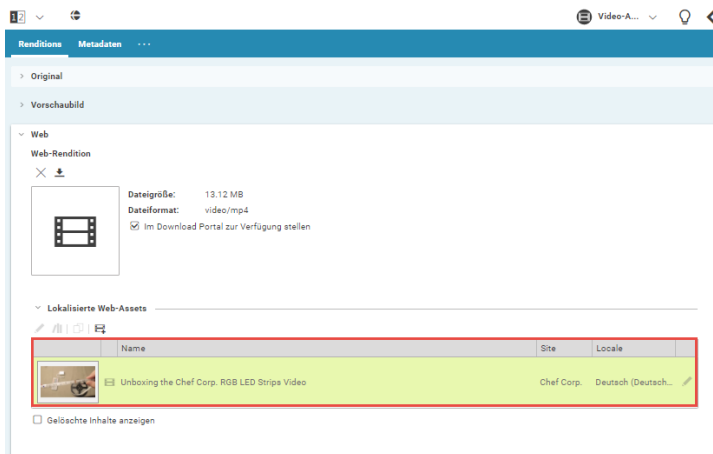 12
Video-A...
Renditions Metadaten ...
Original
Vorschaubild
Web
Web-Rendition
Dateigröße: 13.12 MB
Dateiformat: video/mp4
Im Download Portal zur Verfügung stellen
Lokalisierte Web-Assets
Name Site Locale
Unboxing the Chef Corp. RGB LED Strips Video Chef Corp. Deutsch (Deutsch...
Gelöschte Inhalte anzeigen